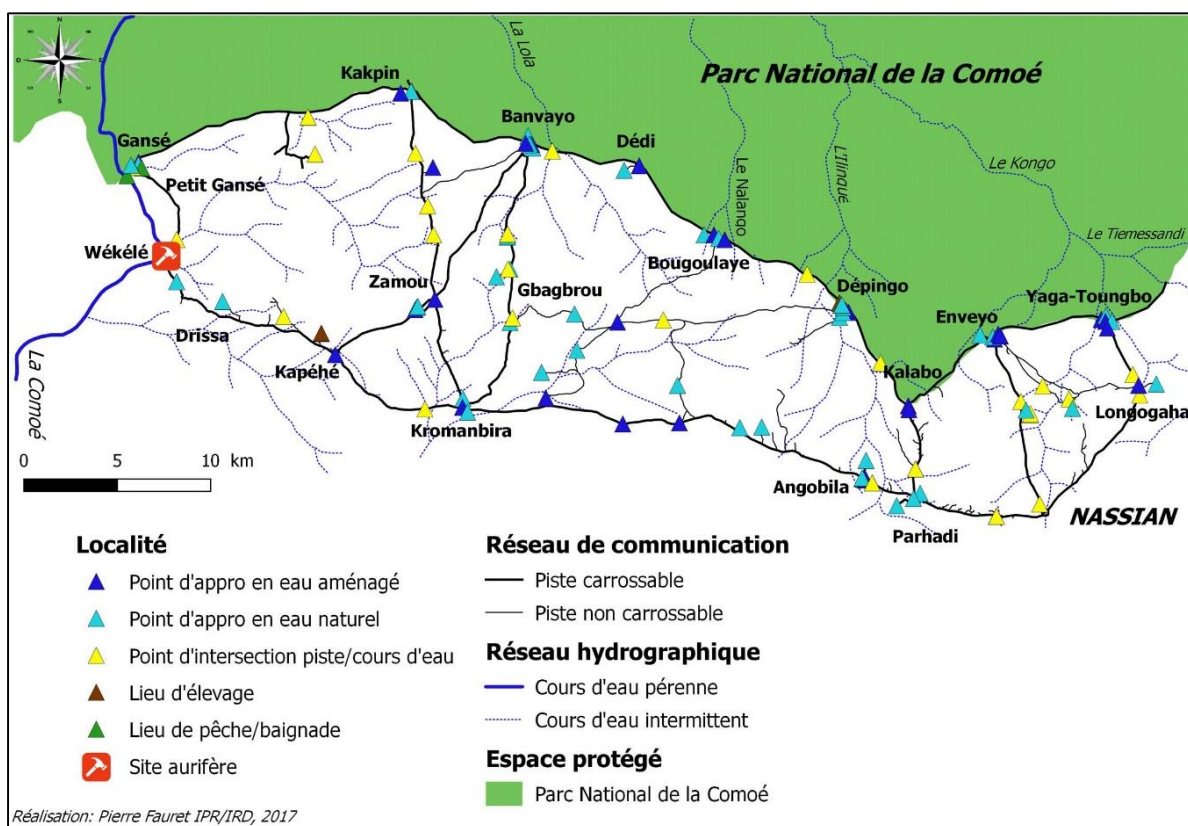 N
O
E
S
La Lola
Kakpin
Parc National de la Comoé
Banvayo
Dédi
Gansé
Le Nalango
L'Ilinqué
Le Kongo
Petit Gansé
Le Tiemessandi
Wékélé
Bougoulaye
Zamou
Gbagbrou
Dépingo
Yaga-Toungbo
Enveyo
Drissa
La Comoé
Kapéhé
Kalabo
Kromanbira
Longogaha
0 5 10 km
Angobila
NASSIAN
Parhadi
Localité
Point d'appro en eau aménagé
Point d'appro en eau naturel
Point d'intersection piste/cours d'eau
Lieu d'élevage
Lieu de pêche/baignade
Site aurifère
Réseau de communication
Piste carrossable
Piste non carrossable
Réseau hydrographique
Cours d'eau pérenne
Cours d'eau intermittent
Espace protégé
Parc National de la Comoé
Réalisation: Pierre Fauret IPR/IRD, 2017